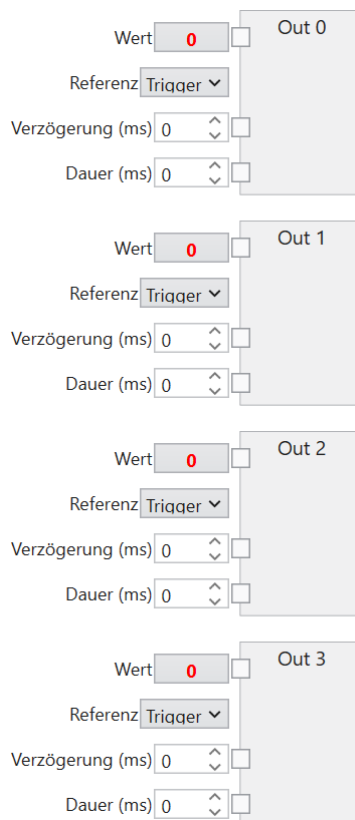 Wert 0 Out 0
Referenz Trigger
Verzögerung (ms) 0
Dauer (ms) 0
Wert 0 Out 1
Referenz Trigger
Verzögerung (ms) 0
Dauer (ms) 0
Wert 0 Out 2
Referenz Trigger
Verzögerung (ms) 0
Dauer (ms) 0
Wert 0 Out 3
Referenz Trigger
Verzögerung (ms) 0
Dauer (ms) 0